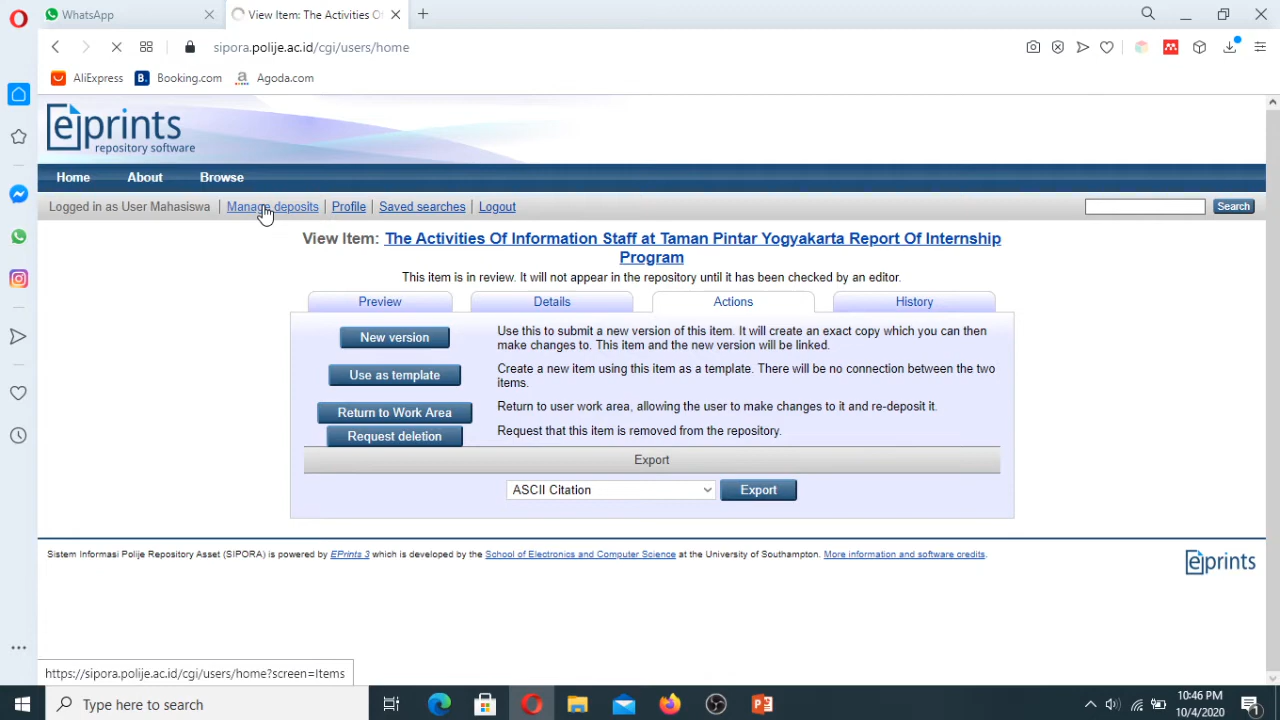 WhatsApp
View Item: The Activities Of
sipora.polije.ac.id/cgi/users/home
AliExpress
Booking.com
Agoda.com
eprints
repository software
Home
About
Browse
Logged in as User Mahasiswa
Manage deposits
Profile
Saved searches
Logout
Search
View Item: The Activities Of Information Staff at Taman Pintar Yogyakarta Report Of Internship
Program
This item is in review. It will not appear in the repository until it has been checked by an editor.
Preview
Details
Actions
History
New version
Use this to submit a new version of this item. It will create an exact copy which you can then
make changes to. This item and the new version will be linked.
Use as template
Create a new item using this item as a template. There will be no connection between the two
items.
Return to Work Area
Return to user work area, allowing the user to make changes to it and re-deposit it.
Request deletion
Request that this item is removed from the repository.
Export
ASCII Citation
Export
Sistem Informasi Polije Repository Asset (SIPORA) is powered by EPrints 3 which is developed by the School of Electronics and Computer Science at the University of Southampton. More information and software credits.
eprints
https://sipora.polije.ac.id/cgi/users/home?screen=Items
Type here to search
10:46 PM
10/4/2020